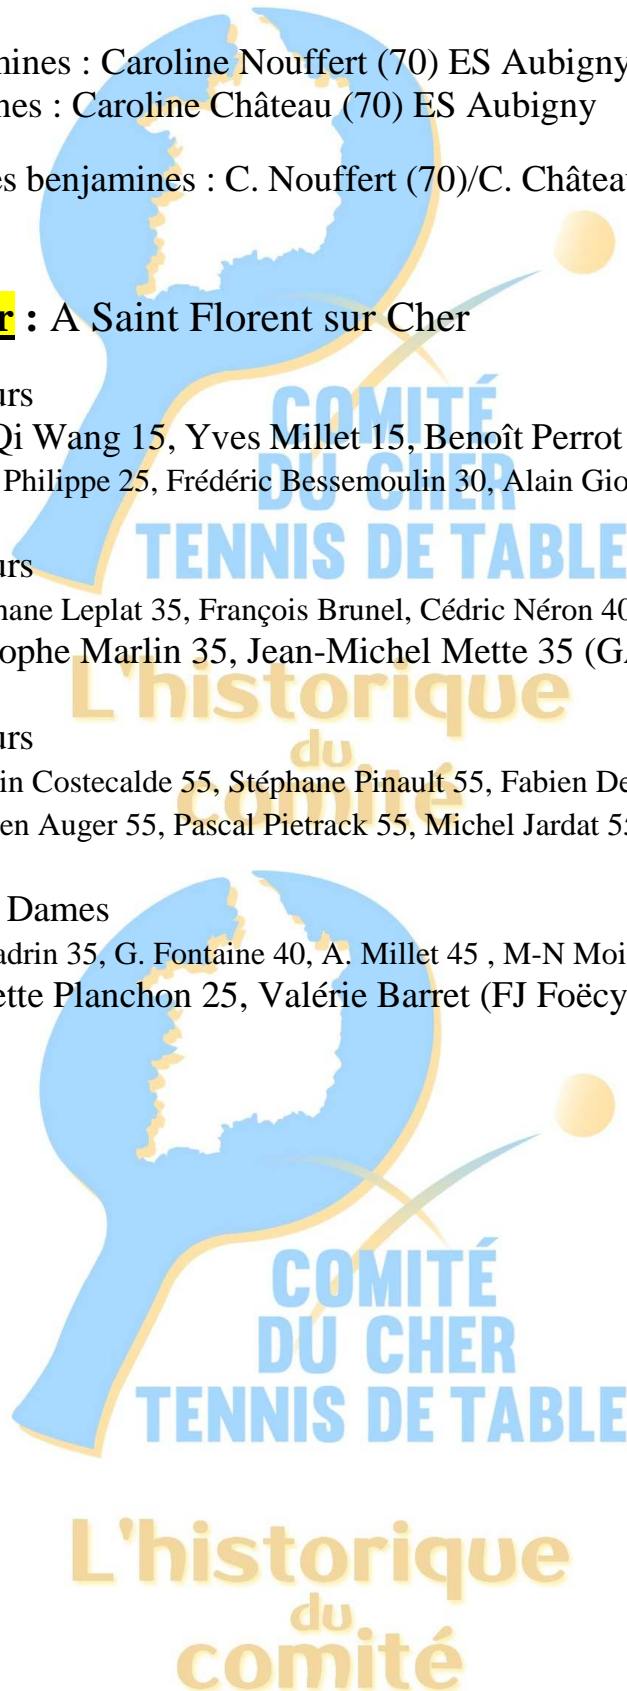 mines : Caroline Nouffert (70) ES Aubigny
nes : Caroline Château (70) ES Aubigny
es benjamines : C. Nouffert (70)/C. Château
r : A Saint Florent sur Cher
urs
Qi Wang 15, Yves Millet 15, Benoît Perrot
Philippe 25, Frédéric Bessemoulin 30, Alain Gio
COMITÉ
DU CHER
TENNIS DE TABLE
urs
hane Leplat 35, François Brunel, Cédric Néron 40
ophe Marlin 35, Jean-Michel Mette 35 (GA
L'historique
du
comité
urs
in Costecalde 55, Stéphane Pinault 55, Fabien De
en Auger 55, Pascal Pietrack 55, Michel Jardat 55
Dames
adrin 35, G. Fontaine 40, A. Millet 45 , M-N Moi
ette Planchon 25, Valérie Barret (FJ Foëcy
COMITÉ
DU CHER
TENNIS DE TABLE
L'historique
du
comité